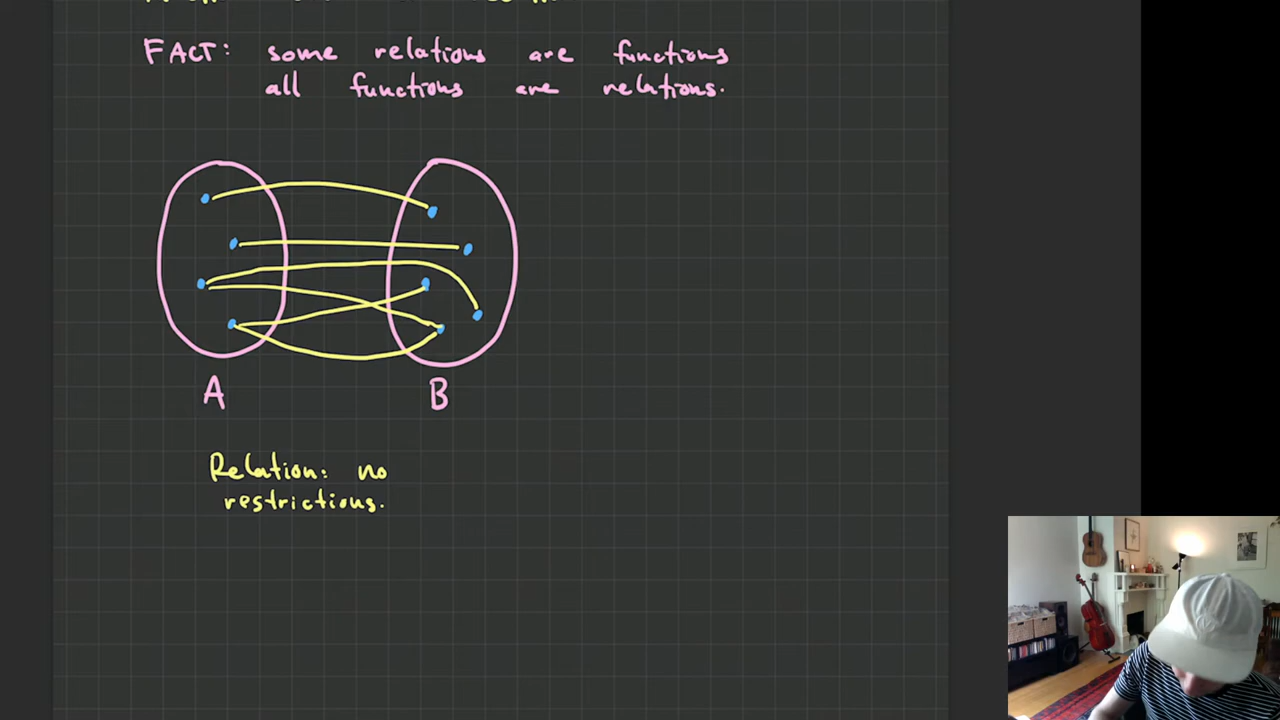 FACT: some relations are functions
all functions are relations.
A B
Relation: no
restrictions.